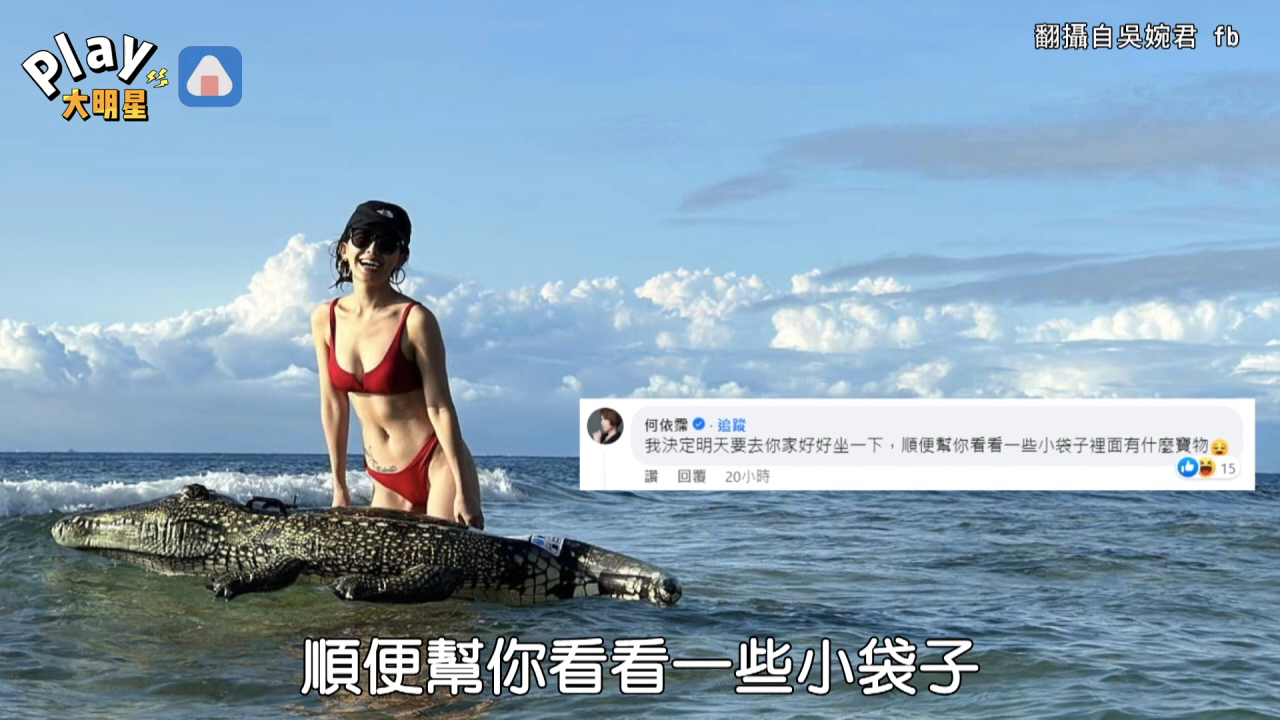 Play
大明星
翻攝自吳婉君 fb
何依霈 · 追蹤
我決定明天要去你家好好坐一下，順便幫你看看一些小袋子裡面有什麼寶物
讚 回覆 20小時
15
順便幫你看看一些小袋子